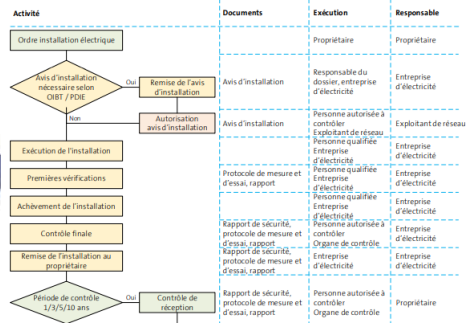 Activité
Documents
Exécution
Responsable
Ordre installation électrique
Propriétaire
Propriétaire
Avis d'installation
nécessaire selon
OIBT / PDIE
Oui
Remise de l'avis
d'installation
Avis d'installation
Responsable du
dossier, entreprise
d'électricité
Entreprise
d'électricité
Non
Autorisation
avis d'installation
Avis d'installation
Personne autorisée à
contrôler
Exploitant de réseau
Exploitant de réseau
Exécution de l'installation
Personne qualifiée
Entreprise
d'électricité
Entreprise
d'électricité
Premières vérifications
Protocole de mesure et
d'essai, rapport
Personne qualifiée
Entreprise
d'électricité
Entreprise
d'électricité
Achèvement de l'installation
Personne qualifiée
Entreprise
d'électricité
Entreprise
d'électricité
Contrôle finale
Rapport de sécurité,
protocole de mesure et
d'essai, rapport
Personne autorisée à
contrôler
Organe de contrôle
Entreprise
d'électricité
Remise de l'installation au
propriétaire
Rapport de sécurité,
protocole de mesure et
d'essai, rapport
Entreprise
d'électricité
Entreprise
d'électricité
Période de contrôle
1/3/5/10 ans
Oui
Contrôle de
réception
Rapport de sécurité,
protocole de mesure et
d'essai, rapport
Personne autorisée à
contrôler
Organe de contrôle
Propriétaire